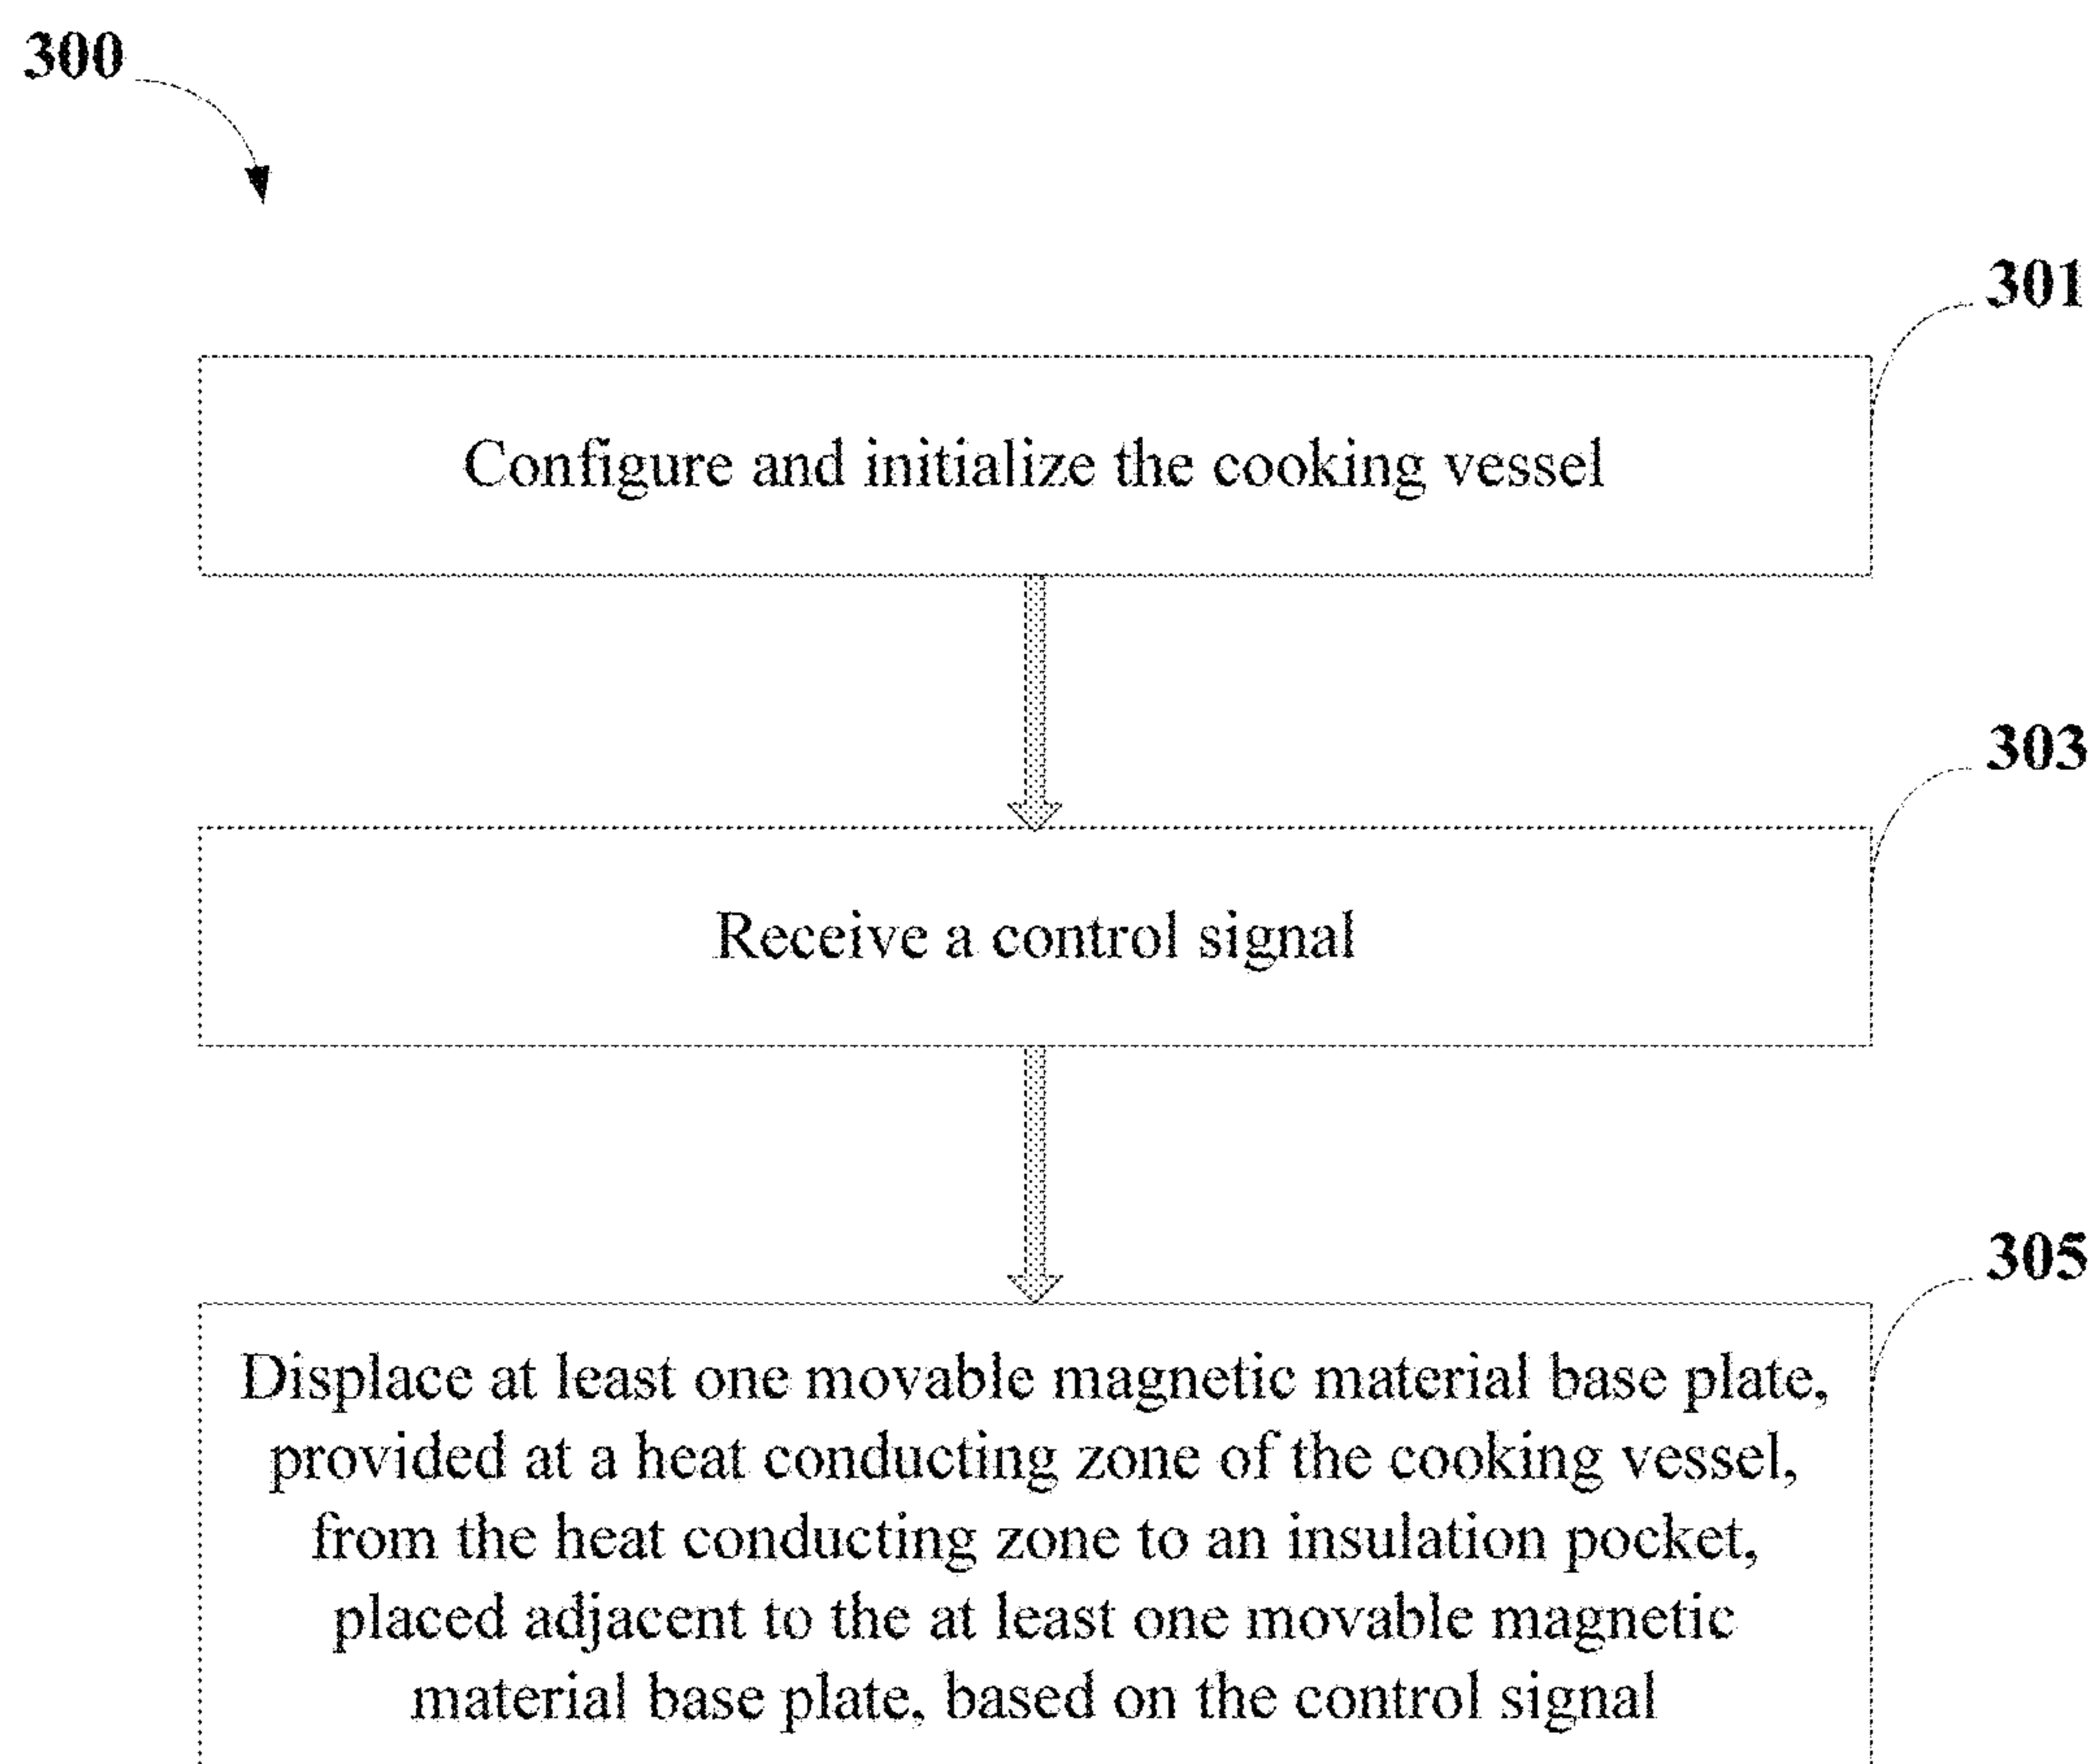 300
301
Configure and initialize the cooking vessel
303
Receive a control signal
305
Displace at least one movable magnetic material base plate,
provided at a heat conducting zone of the cooking vessel,
from the heat conducting zone to an insulation pocket,
placed adjacent to the at least one movable magnetic
material base plate, based on the control signal